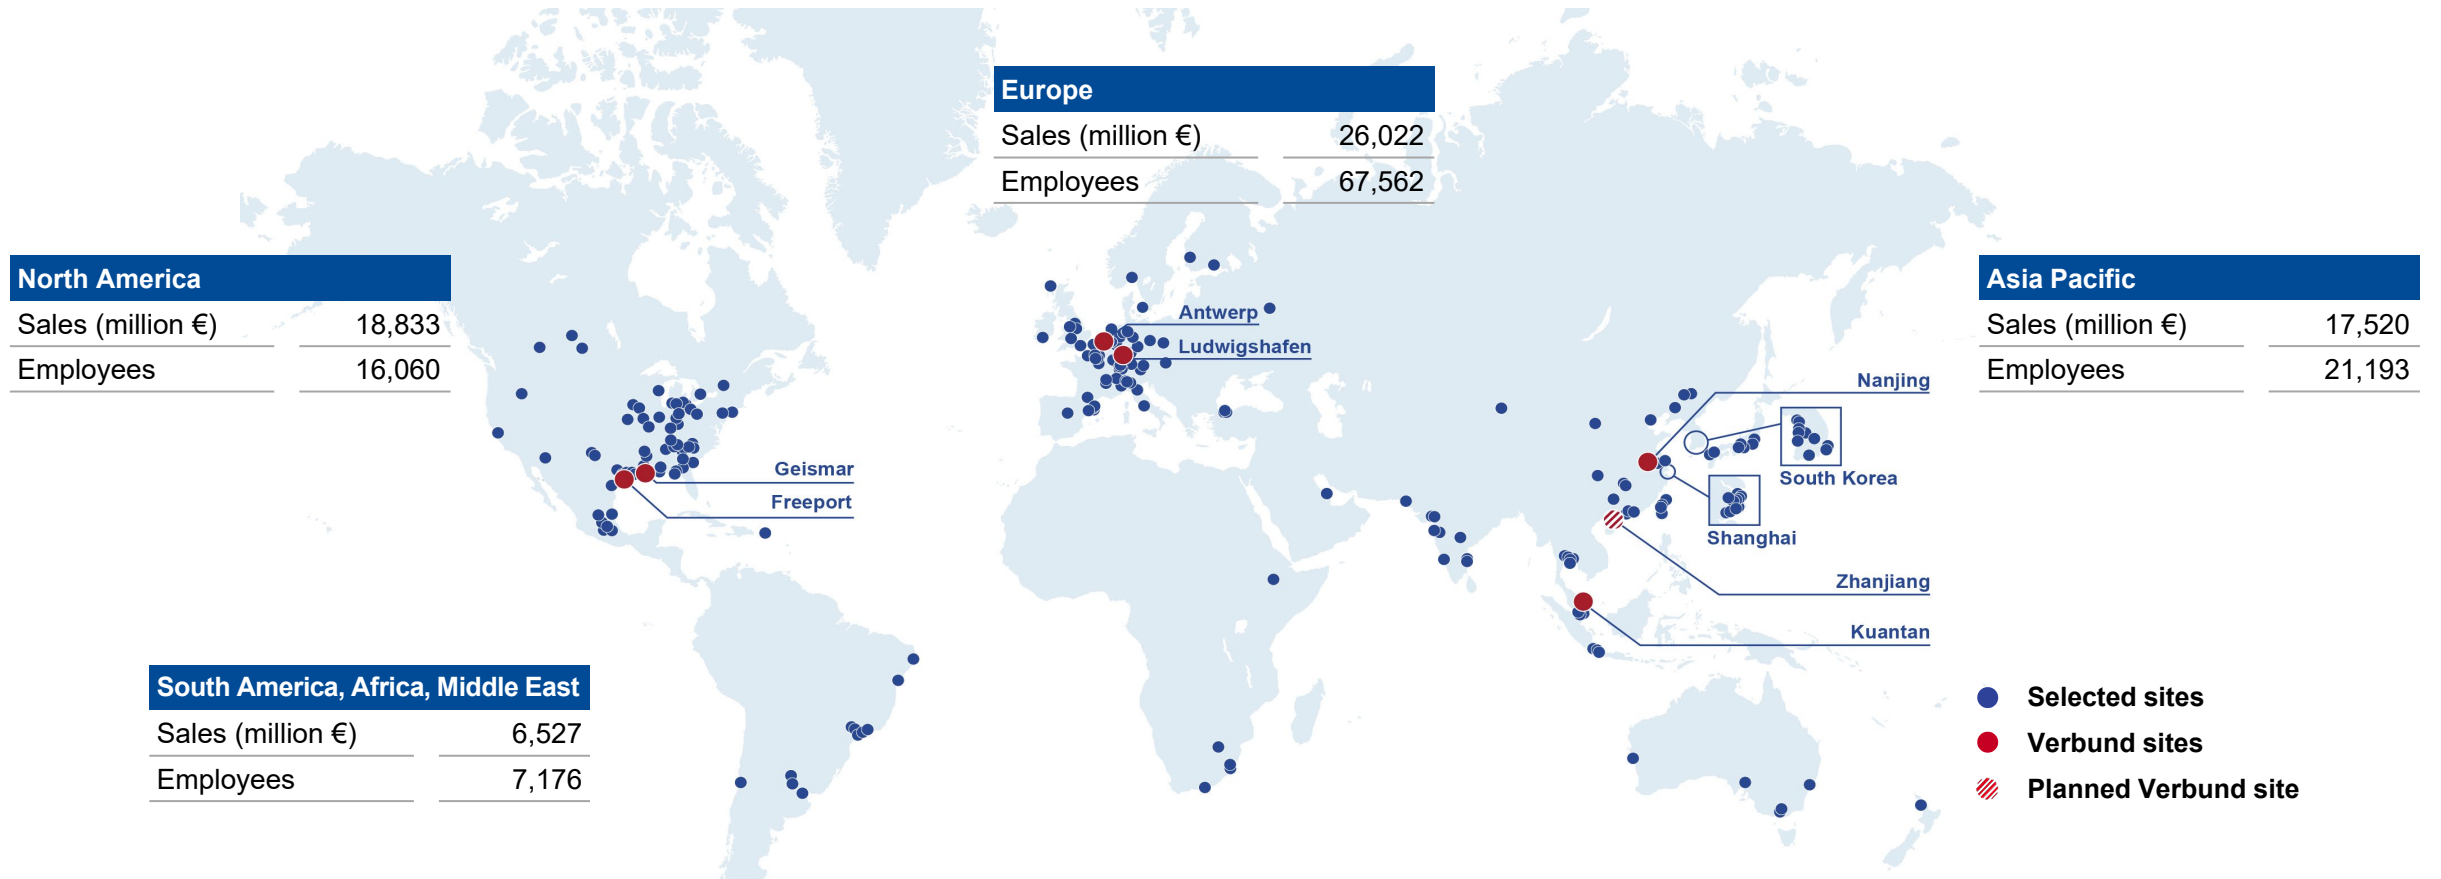 Europe
Sales (million €) 26,022
Employees 67,562
North America
Sales (million €) 18,833
Employees 16,060
Asia Pacific
Sales (million €) 17,520
Employees 21,193
South America, Africa, Middle East
Sales (million €) 6,527
Employees 7,176
Antwerp
Ludwigshafen
Geismar
Freeport
Nanjing
South Korea
Shanghai
Zhanjiang
Kuantan
Selected sites
Verbund sites
Planned Verbund site